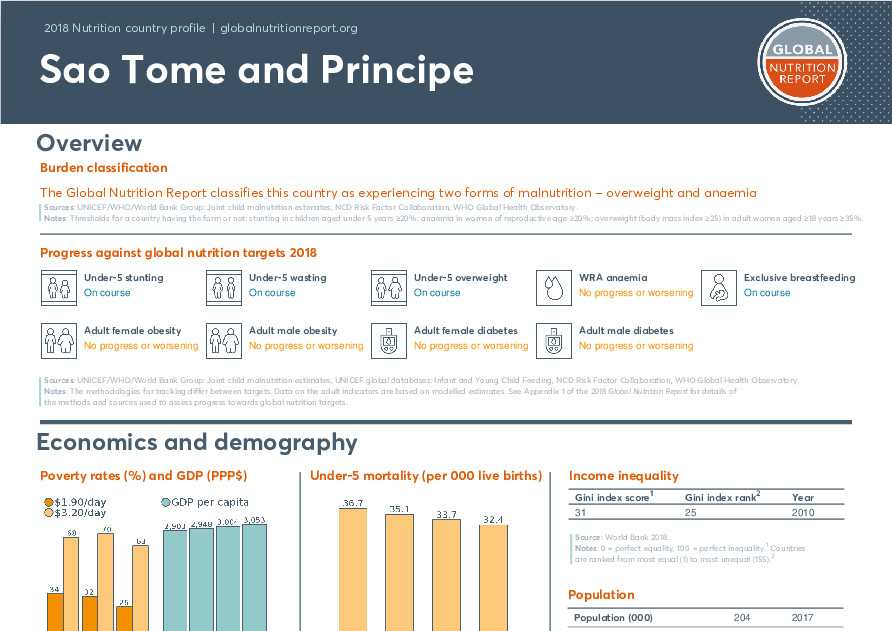 2018 Nutrition country profile | globalnutritionreport.org
Sao Tome and Principe
GLOBAL
NUTRITION
REPORT
Overview
Burden classification
The Global Nutrition Report classifies this country as experiencing two forms of malnutrition – overweight and anaemia
Sources: UNICEF/WHO/World Bank Group: Joint child malnutrition estimates, NCD Risk Factor Collaboration, WHO Global Health Observatory.
Notes: Thresholds for a country having the form or not: stunting in children aged under 5 years ≥20%; anaemia in women of reproductive age ≥20%; overweight (body mass index ≥25) in adult women aged ≥18 years ≥35%.
Progress against global nutrition targets 2018
Under-5 stunting
On course
Under-5 wasting
On course
Under-5 overweight
On course
WRA anaemia
No progress or worsening
Exclusive breastfeeding
On course
Adult female obesity
No progress or worsening
Adult male obesity
No progress or worsening
Adult female diabetes
No progress or worsening
Adult male diabetes
No progress or worsening
Sources: UNICEF/WHO/World Bank Group: Joint child malnutrition estimates, UNICEF global databases: Infant and Young Child Feeding, NCD Risk Factor Collaboration, WHO Global Health Observatory.
Notes: The methodologies for tracking differ between targets. Data on the adult indicators are based on modelled estimates. See Appendix 1 of the 2018 Global Nutrition Report for details of
the methods and sources used to assess progress towards global nutrition targets.
Economics and demography
Poverty rates (%) and GDP (PPP$)
$1.90/day
GDP per capita
$3.20/day
34
68
32
70
26
63
2,903
2,948
3,004
3,053
Under-5 mortality (per 000 live births)
36.7
35.1
33.7
32.4
Income inequality
Gini index score1 Gini index rank2 Year
31 25 2010
Source: World Bank 2018.
Notes: 0 = perfect equality, 100 = perfect inequality.1 Countries
are ranked from most equal (1) to most unequal (155).2
Population
Population (000) 204 2017